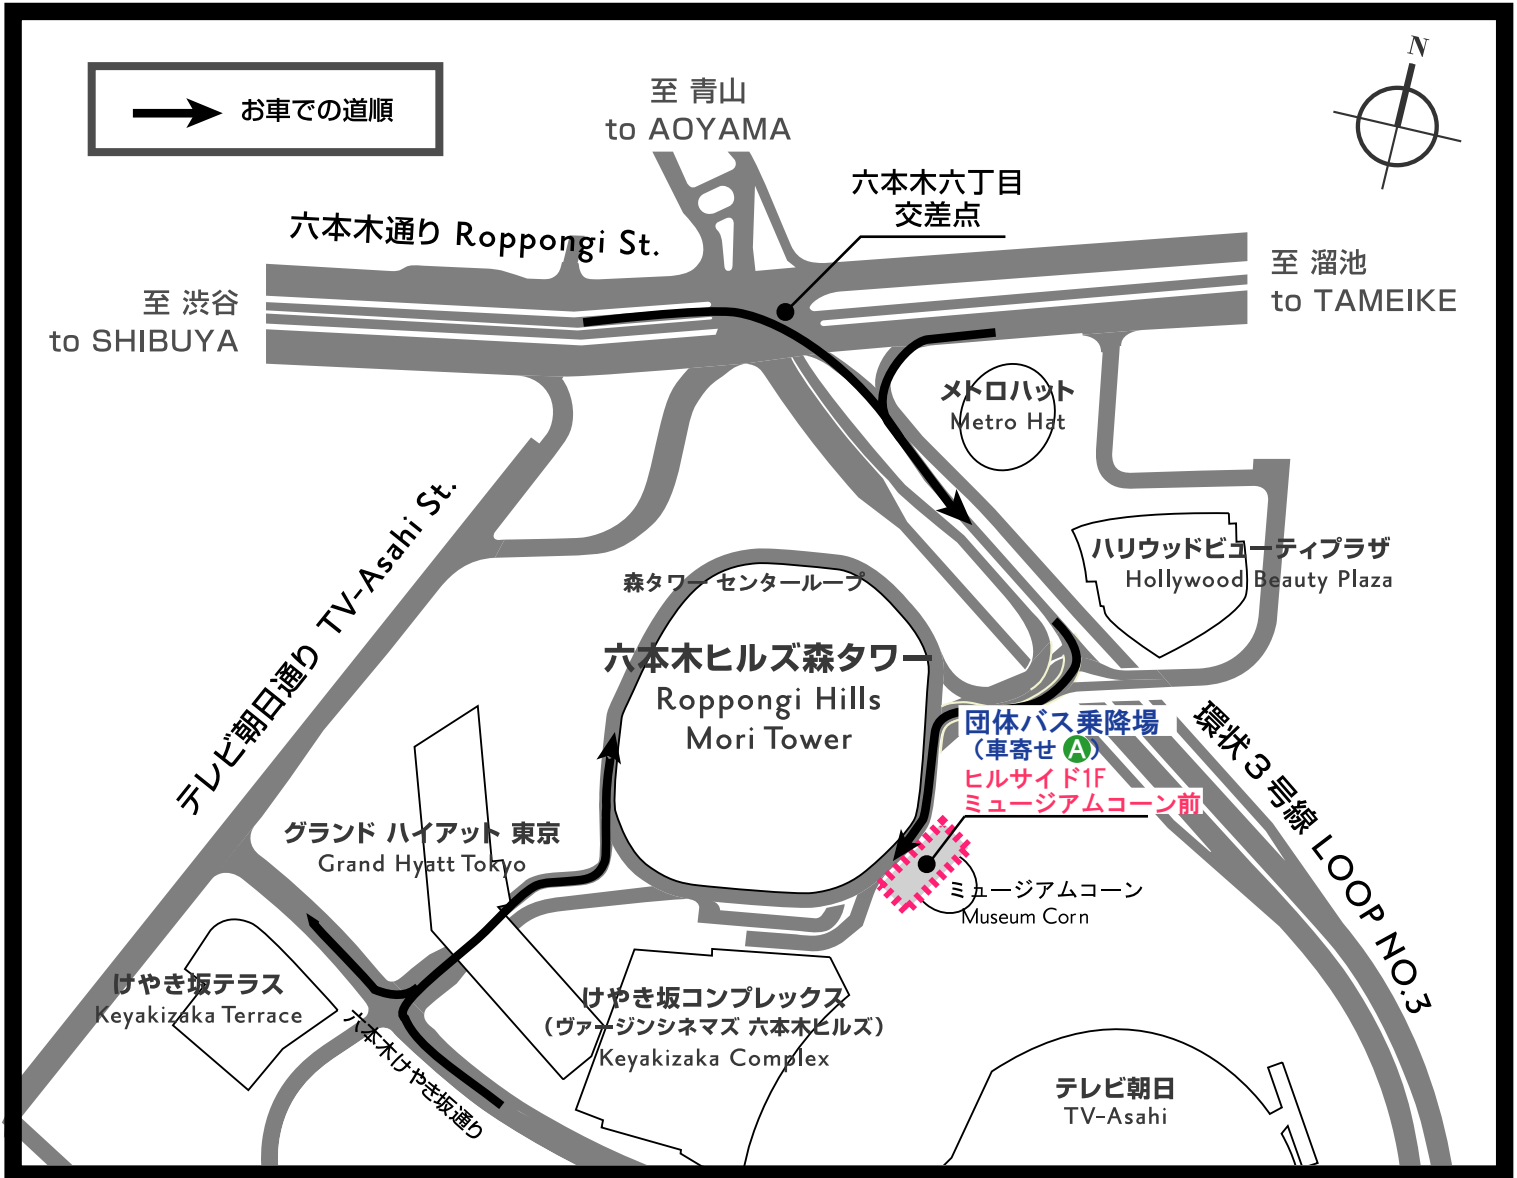 N
お車での道順
至 青山
to AOYAMA
六本木六丁目
交差点
六本木通り Roppongi St.
至 渋谷
to SHIBUYA
至 溜池
to TAMEIKE
メトロハット
Metro Hat
テレビ朝日通り TV-Asahi St.
ハリウッドビューティプラザ
Hollywood Beauty Plaza
森タワー センターループ
六本木ヒルズ森タワー
Roppongi Hills
Mori Tower
団体バス乗降場
（車寄せ A）
ヒルサイド1F
ミュージアムコーン前
環状3号線 LOOP NO.3
グランド ハイアット 東京
Grand Hyatt Tokyo
ミュージアムコーン
Museum Corn
けやき坂テラス
Keyakizaka Terrace
六本木けやき坂通り
けやき坂コンプレックス
（ヴァージンシネマズ 六本木ヒルズ）
Keyakizaka Complex
テレビ朝日
TV-Asahi